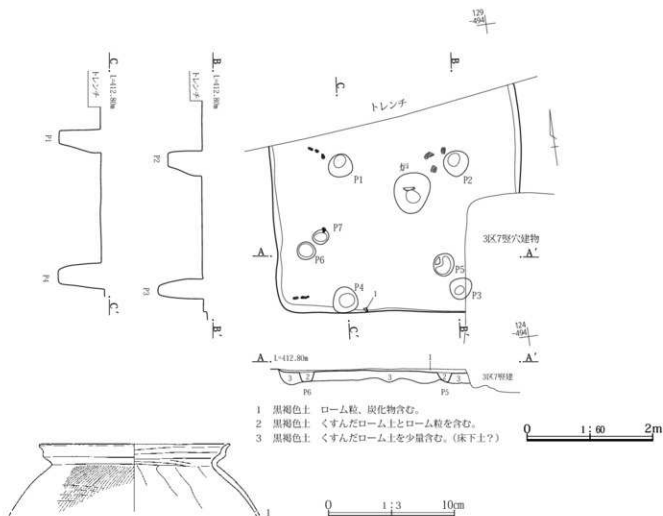 129
-494
C
B
C
B
トレンチ
L=412.80m
トレンチ
L=412.80m
トレンチ
P1
P2
炉
P1
P2
P7
P6
P5
P4
P3
1
3区7竪穴建物
A
A'
P4
P3
C'
B'
C'
B'
124
-494
A
L=412.80m
1
A'
3
2
3
2
3
3区7竪建
P6
P5
1 黒褐色土 ローム粒、炭化物含む。
2 黒褐色土 くすんだローム土とローム粒を含む。
3 黒褐色土 くすんだローム土を少量含む。(床下土?)
0 1:60 2m
1
0 1:3 10cm